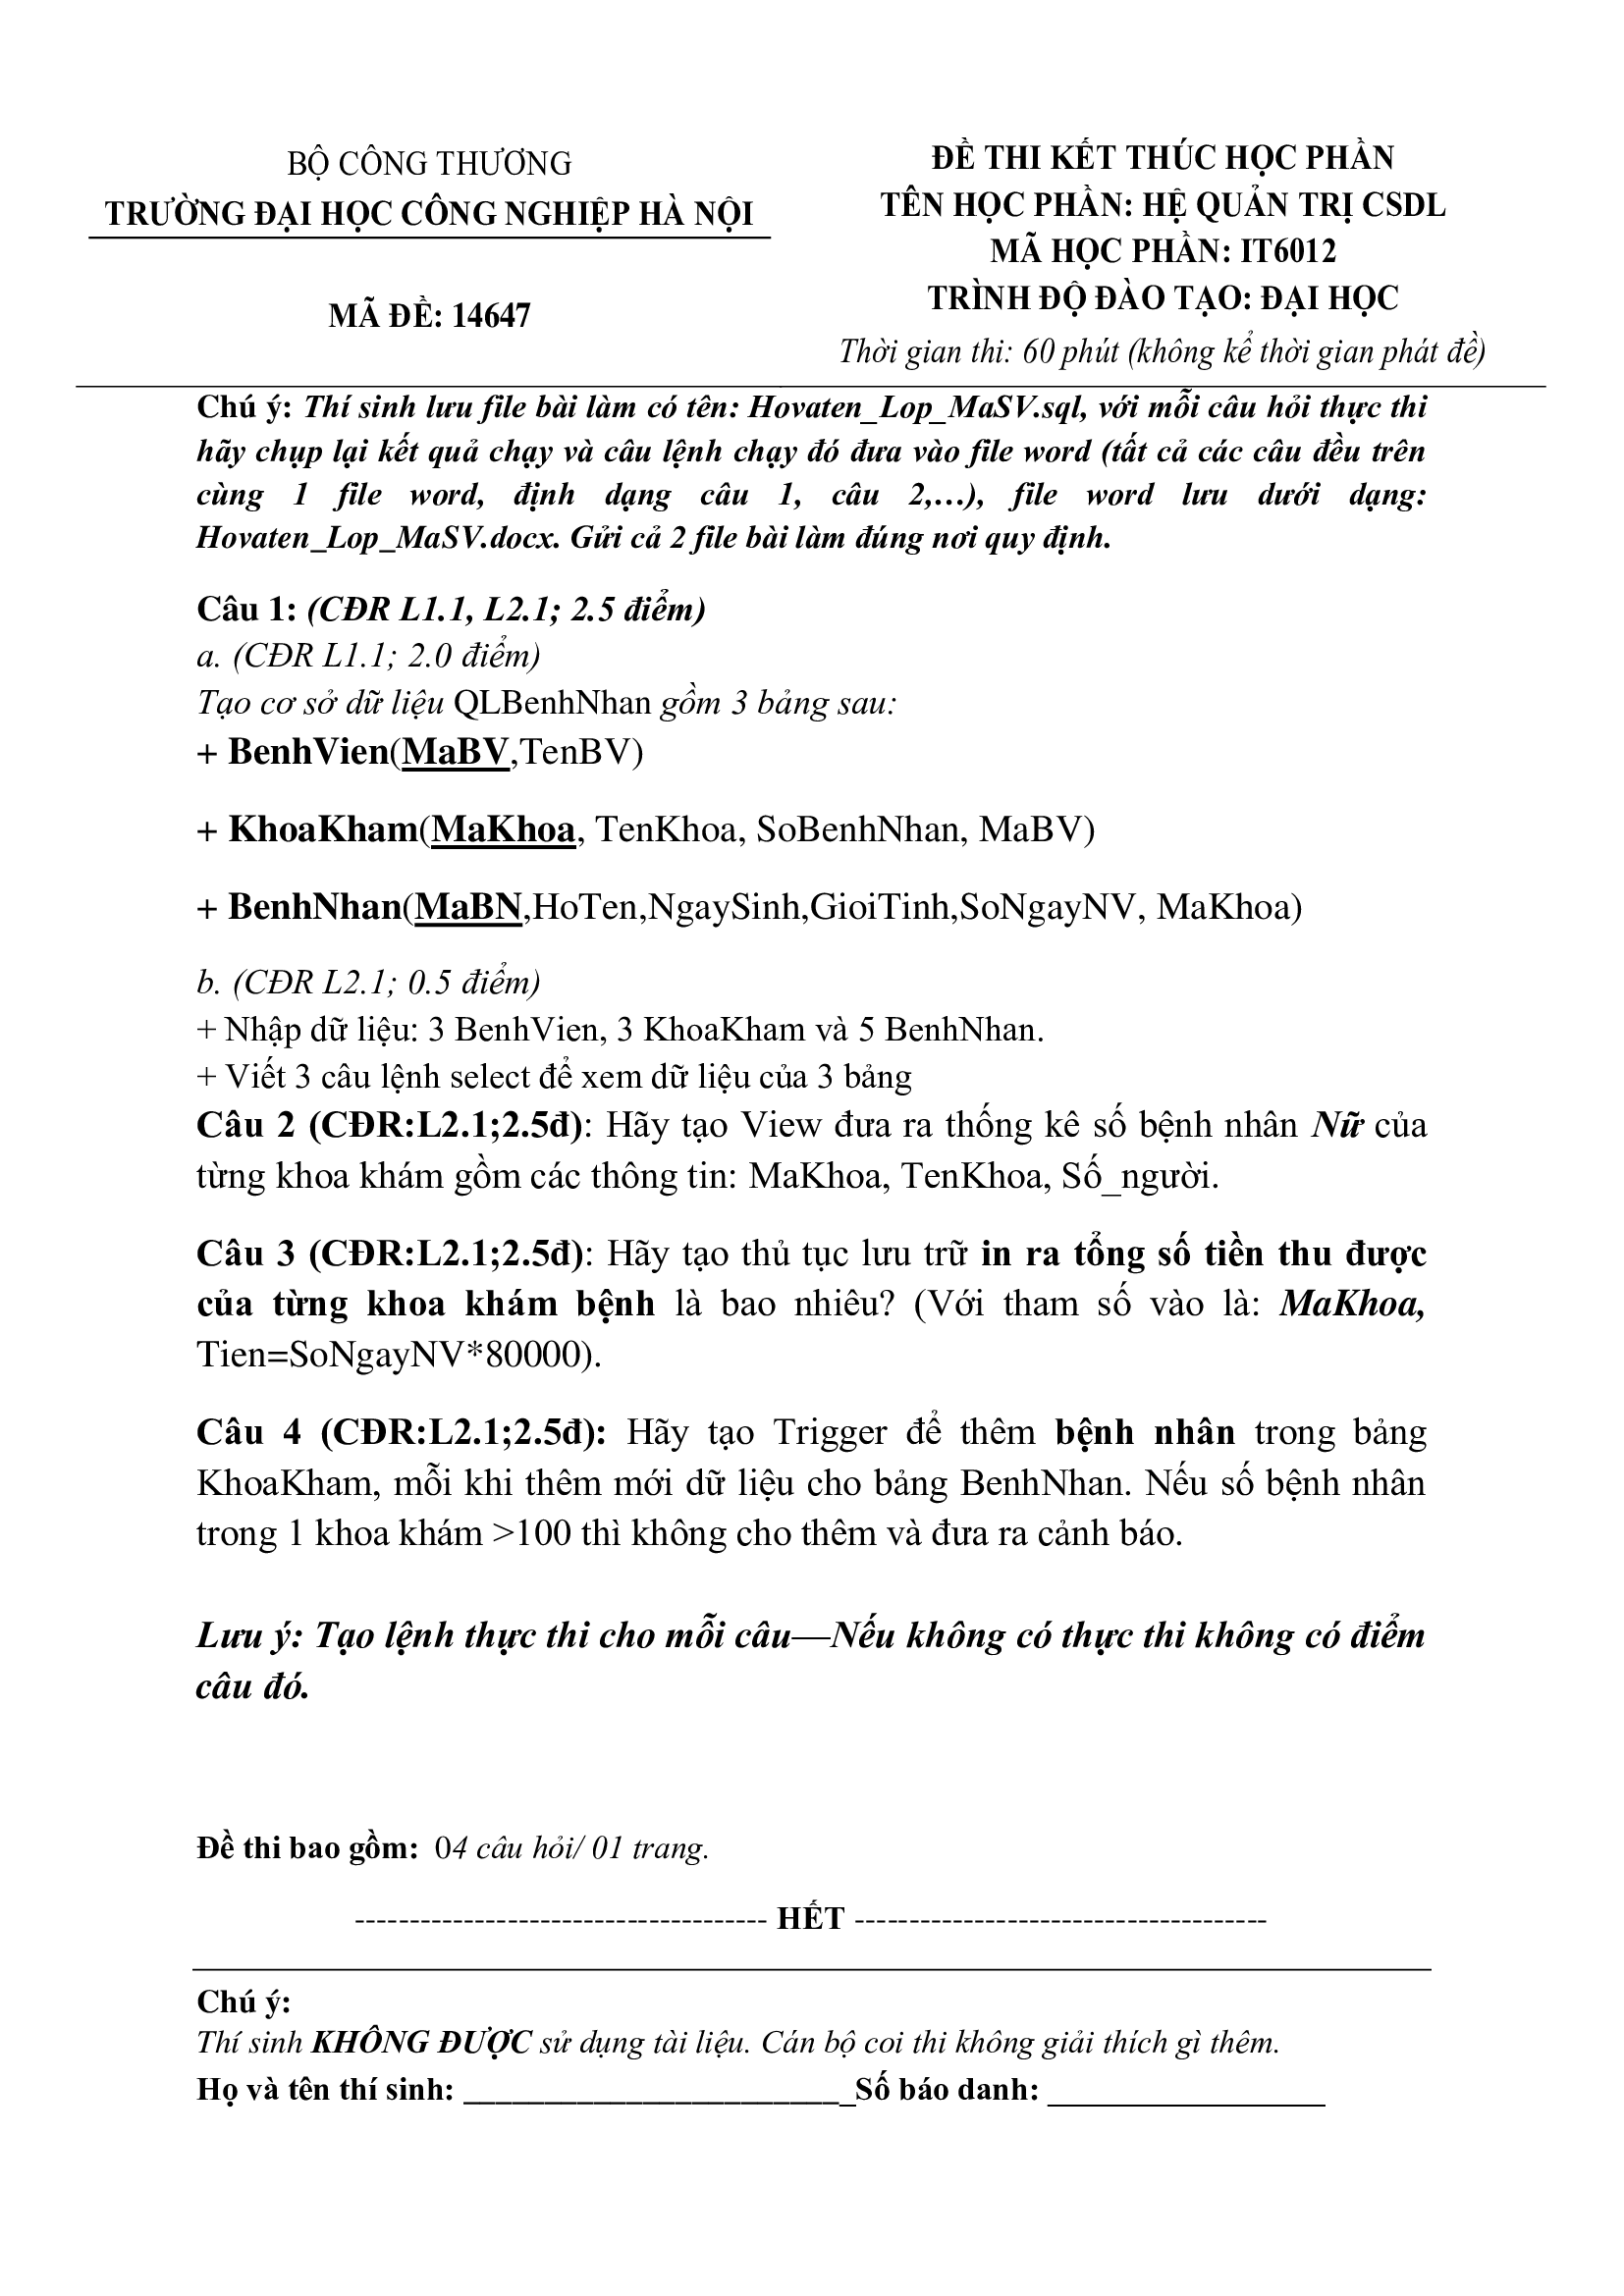 BỘ CÔNG THƯƠNG
TRƯỜNG ĐẠI HỌC CÔNG NGHIỆP HÀ NỘI
MÃ ĐỀ: 14647
ĐỀ THI KẾT THÚC HỌC PHẦN
TÊN HỌC PHẦN: HỆ QUẢN TRỊ CSDL
MÃ HỌC PHẦN: IT6012
TRÌNH ĐỘ ĐÀO TẠO: ĐẠI HỌC
Thời gian thi: 60 phút (không kể thời gian phát đề)
Chú ý: Thí sinh lưu file bài làm có tên: Hovaten_Lop_MaSV.sql, với mỗi câu hỏi thực thi
hãy chụp lại kết quả chạy và câu lệnh chạy đó đưa vào file word (tất cả các câu đều trên
cùng 1 file word, định dạng câu 1, câu 2,…), file word lưu dưới dạng:
Hovaten_Lop_MaSV.docx. Gửi cả 2 file bài làm đúng nơi quy định.
Câu 1: (CĐR L1.1, L2.1; 2.5 điểm)
a. (CĐR L1.1; 2.0 điểm)
Tạo cơ sở dữ liệu QLBenhNhan gồm 3 bảng sau:
+ BenhVien(MaBV,TenBV)
+ KhoaKham(MaKhoa, TenKhoa, SoBenhNhan, MaBV)
+ BenhNhan(MaBN,HoTen,NgaySinh,GioiTinh,SoNgayNV, MaKhoa)
b. (CĐR L2.1; 0.5 điểm)
+ Nhập dữ liệu: 3 BenhVien, 3 KhoaKham và 5 BenhNhan.
+ Viết 3 câu lệnh select để xem dữ liệu của 3 bảng
Câu 2 (CĐR:L2.1;2.5đ): Hãy tạo View đưa ra thống kê số bệnh nhân Nữ của
từng khoa khám gồm các thông tin: MaKhoa, TenKhoa, Số_người.
Câu 3 (CĐR:L2.1;2.5đ): Hãy tạo thủ tục lưu trữ in ra tổng số tiền thu được
của từng khoa khám bệnh là bao nhiêu? (Với tham số vào là: MaKhoa,
Tien=SoNgayNV*80000).
Câu 4 (CĐR:L2.1;2.5đ): Hãy tạo Trigger để thêm bệnh nhân trong bảng
KhoaKham, mỗi khi thêm mới dữ liệu cho bảng BenhNhan. Nếu số bệnh nhân
trong 1 khoa khám >100 thì không cho thêm và đưa ra cảnh báo.
Lưu ý: Tạo lệnh thực thi cho mỗi câu—Nếu không có thực thi không có điểm
câu đó.
Đề thi bao gồm: 04 câu hỏi/ 01 trang.
-------------------------------------- HẾT --------------------------------------
Chú ý:
Thí sinh KHÔNG ĐƯỢC sử dụng tài liệu. Cán bộ coi thi không giải thích gì thêm.
Họ và tên thí sinh: ________________________Số báo danh: _________________